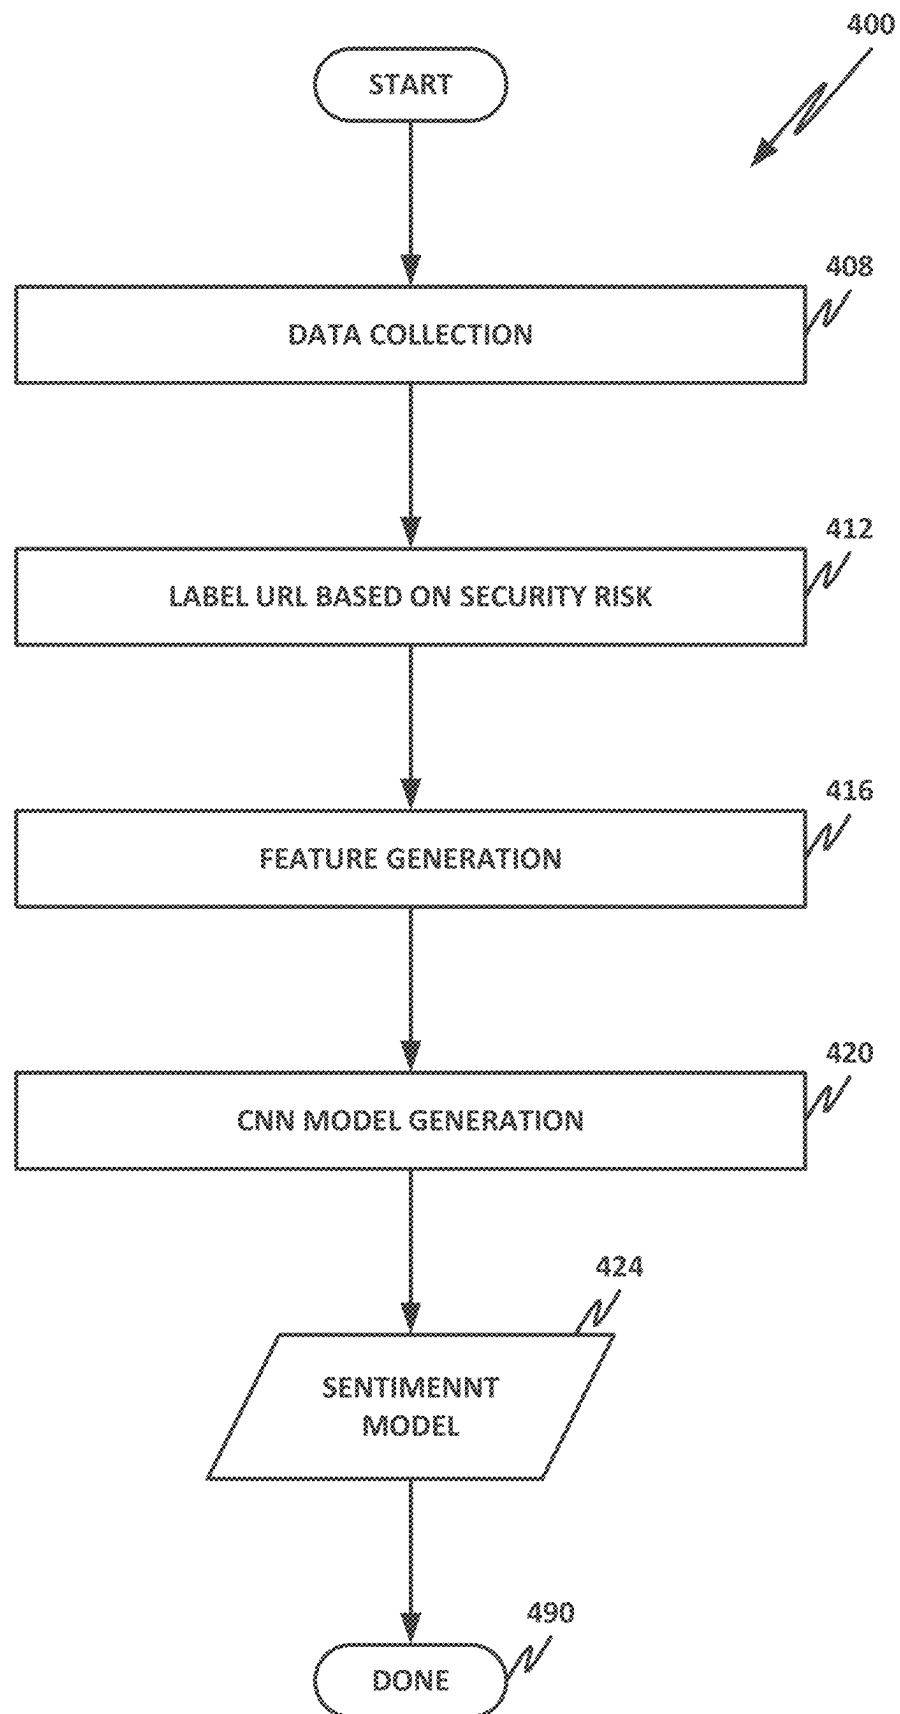 400
START
408
DATA COLLECTION
412
LABEL URL BASED ON SECURITY RISK
416
FEATURE GENERATION
420
CNN MODEL GENERATION
424
SENTIMENNT
MODEL
490
DONE